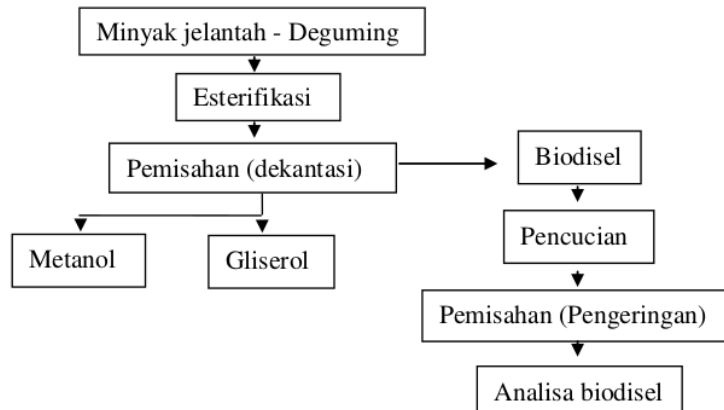 Minyak jelantah - Deguming
Esterifikasi
Pemisahan (dekantasi)
Biodisel
Metanol
Gliserol
Pencucian
Pemisahan (Pengeringan)
Analisa biodisel